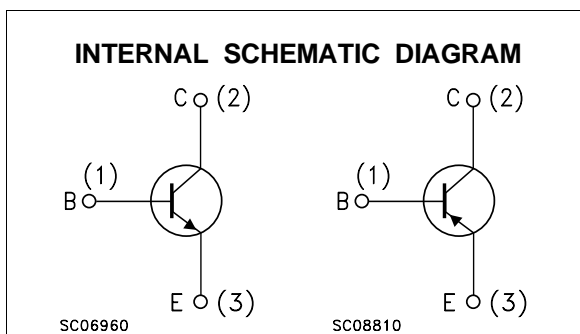 INTERNAL SCHEMATIC DIAGRAM
C (2)
C (2)
(1)
(1)
B
B
E (3)
E (3)
SC06960
SC08810